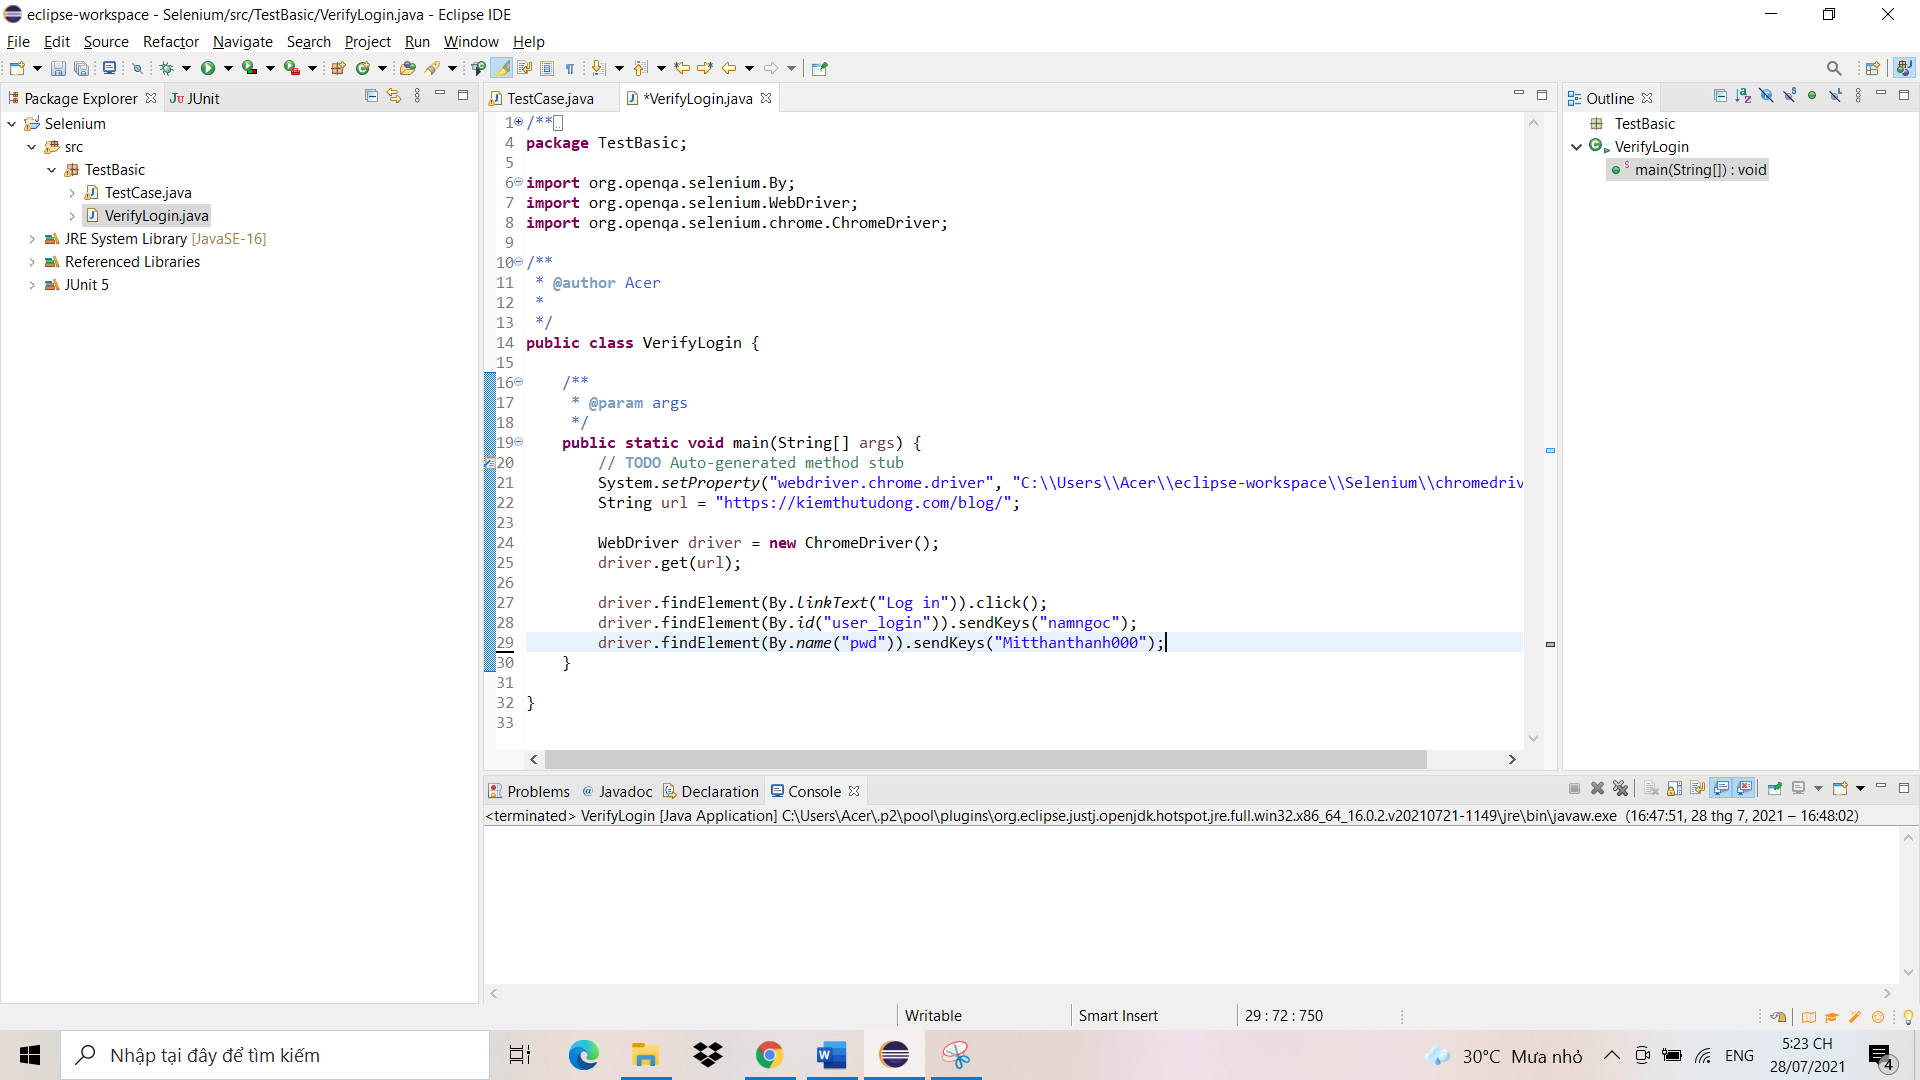 eclipse-workspace - Selenium/src/TestBasic/VerifyLogin.java - Eclipse IDE
File Edit Source Refactor Navigate Search Project Run Window Help
Package Explorer JUnit
Selenium
src
TestBasic
TestCase.java
VerifyLogin.java
JRE System Library [JavaSE-16]
Referenced Libraries
JUnit 5
TestCase.java *VerifyLogin.java
1 /**
4 package TestBasic;
5
6 import org.openqa.selenium.By;
7 import org.openqa.selenium.WebDriver;
8 import org.openqa.selenium.chrome.ChromeDriver;
9
10 /**
11 * @author Acer
12 *
13 */
14 public class VerifyLogin {
15
16 /**
17 * @param args
18 */
19 public static void main(String[] args) {
20 // TODO Auto-generated method stub
21 System.setProperty("webdriver.chrome.driver", "C:\\Users\\Acer\\eclipse-workspace\\Selenium\\chromedriv
22 String url = "https://kiemthutudong.com/blog/";
23
24 WebDriver driver = new ChromeDriver();
25 driver.get(url);
26
27 driver.findElement(By.linkText("Log in")).click();
28 driver.findElement(By.id("user_login")).sendKeys("namngoc");
29 driver.findElement(By.name("pwd")).sendKeys("Mitthanthanh000");
30 }
31
32 }
33
Outline
TestBasic
VerifyLogin
main(String[]) : void
Problems @ Javadoc Declaration Console
<terminated> VerifyLogin [Java Application] C:\Users\Acer\.p2\pool\plugins\org.eclipse.justj.openjdk.hotspot.jre.full.win32.x86_64_16.0.2.v20210721-1149\jre\bin\javaw.exe (16:47:51, 28 thg 7, 2021 – 16:48:02)
Writable Smart Insert 29 : 72 : 750
Nhập tại đây để tìm kiếm
30°C Mưa nhỏ
ENG
5:23 CH
28/07/2021
4